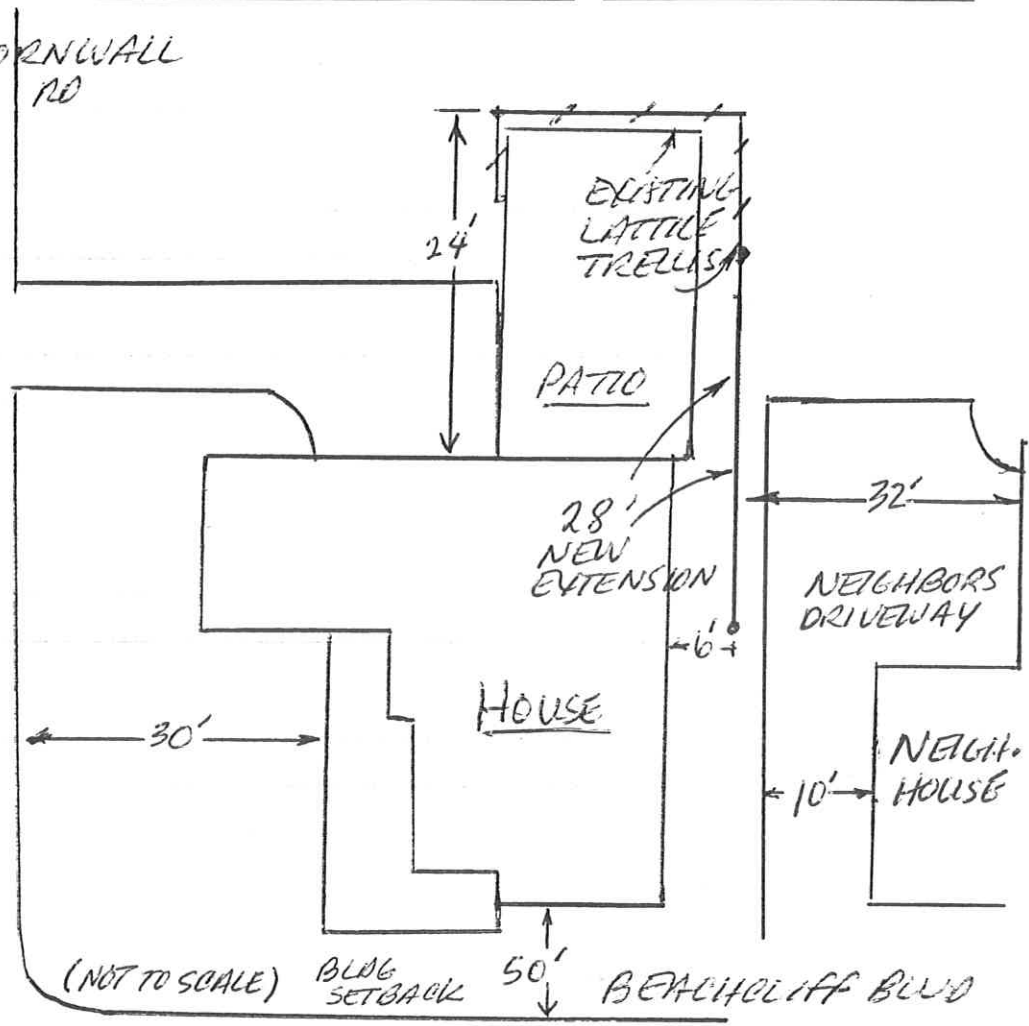 ORNWALL
RD
24'
EXISTING
LATTICE
TRELLIS
PATIO
28'
NEW
EXTENSION
32'
NEIGHBORS
DRIVEWAY
6'
HOUSE
30'
NEIGH.
HOUSE
10'
(NOT TO SCALE)
BLDG
SETBACK
50'
BEACHCLIFF BLVD